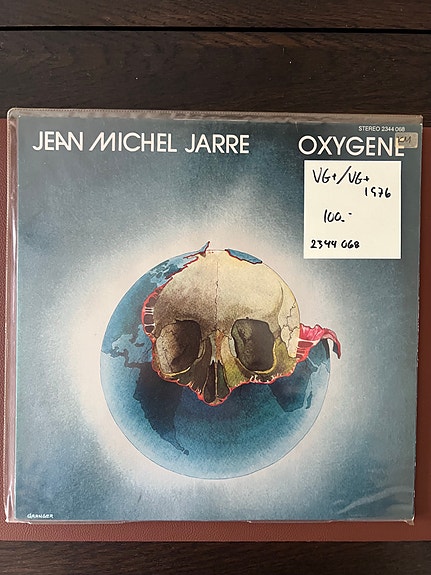 STEREO 2344 068
JEAN MICHEL JARRE
OXYGENE
VG+/VG+
1976
100.-
2344 068
GRANGER